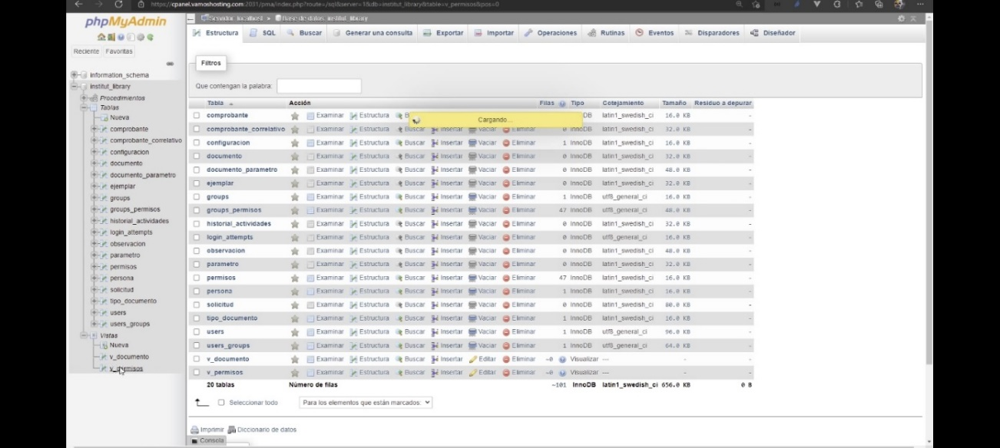 https://cpanel.vamoshosting.com:2031/pma/index.php?route=/sql&server=1&db=institut_library&table=v_permisos&pos=0
phpMyAdmin
Reciente Favoritas
information_schema
institut_library
Procedimientos
Tablas
Nueva
comprobante
comprobante_correlativo
configuracion
documento
documento_parametro
ejemplar
groups
groups_permisos
historial_actividades
login_attempts
observacion
parametro
permisos
persona
solicitud
tipo_documento
users
users_groups
Vistas
Nueva
v_documento
v_permisos
Servidor: localhost » Base de datos: institut_library
Estructura SQL Buscar Generar una consulta Exportar Importar Operaciones Rutinas Eventos Disparadores Diseñador
Filtros
Que contengan la palabra:
Tabla Acción Filas Tipo Cotejamiento Tamaño Residuo a depurar
Cargando...
comprobante Examinar Estructura DB latin1_swedish_ci 16.0 KB -
comprobante_correlativo Examinar Estructura Buscar Insertar Vaciar Eliminar 0 InnoDB latin1_swedish_ci 32.0 KB -
configuracion Examinar Estructura Buscar Insertar Vaciar Eliminar 1 InnoDB latin1_swedish_ci 16.0 KB -
documento Examinar Estructura Buscar Insertar Vaciar Eliminar 0 InnoDB latin1_swedish_ci 32.0 KB -
documento_parametro Examinar Estructura Buscar Insertar Vaciar Eliminar 0 InnoDB latin1_swedish_ci 48.0 KB -
ejemplar Examinar Estructura Buscar Insertar Vaciar Eliminar 0 InnoDB latin1_swedish_ci 32.0 KB -
groups Examinar Estructura Buscar Insertar Vaciar Eliminar 1 InnoDB utf8_general_ci 16.0 KB -
groups_permisos Examinar Estructura Buscar Insertar Vaciar Eliminar 47 InnoDB utf8_general_ci 48.0 KB -
historial_actividades Examinar Estructura Buscar Insertar Vaciar Eliminar 0 InnoDB latin1_swedish_ci 32.0 KB -
login_attempts Examinar Estructura Buscar Insertar Vaciar Eliminar 0 InnoDB utf8_general_ci 16.0 KB -
observacion Examinar Estructura Buscar Insertar Vaciar Eliminar 0 InnoDB latin1_swedish_ci 48.0 KB -
parametro Examinar Estructura Buscar Insertar Vaciar Eliminar 0 InnoDB latin1_swedish_ci 32.0 KB -
permisos Examinar Estructura Buscar Insertar Vaciar Eliminar 47 InnoDB latin1_swedish_ci 16.0 KB -
persona Examinar Estructura Buscar Insertar Vaciar Eliminar 1 InnoDB latin1_swedish_ci 16.0 KB -
solicitud Examinar Estructura Buscar Insertar Vaciar Eliminar 0 InnoDB latin1_swedish_ci 80.0 KB -
tipo_documento Examinar Estructura Buscar Insertar Vaciar Eliminar 1 InnoDB latin1_swedish_ci 16.0 KB -
users Examinar Estructura Buscar Insertar Vaciar Eliminar 1 InnoDB utf8_general_ci 96.0 KB -
users_groups Examinar Estructura Buscar Insertar Vaciar Eliminar 1 InnoDB utf8_general_ci 64.0 KB -
v_documento Examinar Estructura Buscar Insertar Editar Eliminar ~0 Visualizar --- - -
v_permisos Examinar Estructura Buscar Insertar Editar Eliminar ~0 Visualizar --- - -
20 tablas Número de filas ~101 InnoDB latin1_swedish_ci 656.0 KB 0 B
Seleccionar todo Para los elementos que están marcados:
Imprimir Diccionario de datos
Consola